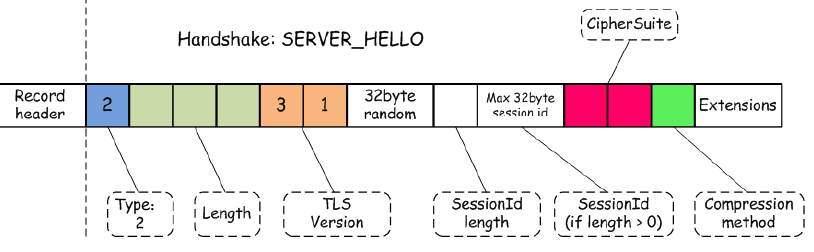 CipherSuite
Handshake: SERVER_HELLO
Record
header
2
3
1
32byte
random
Max 32byte
session id
Extensions
Type:
2
Length
TLS
Version
SessionId
length
SessionId
(if length > 0)
Compression
method